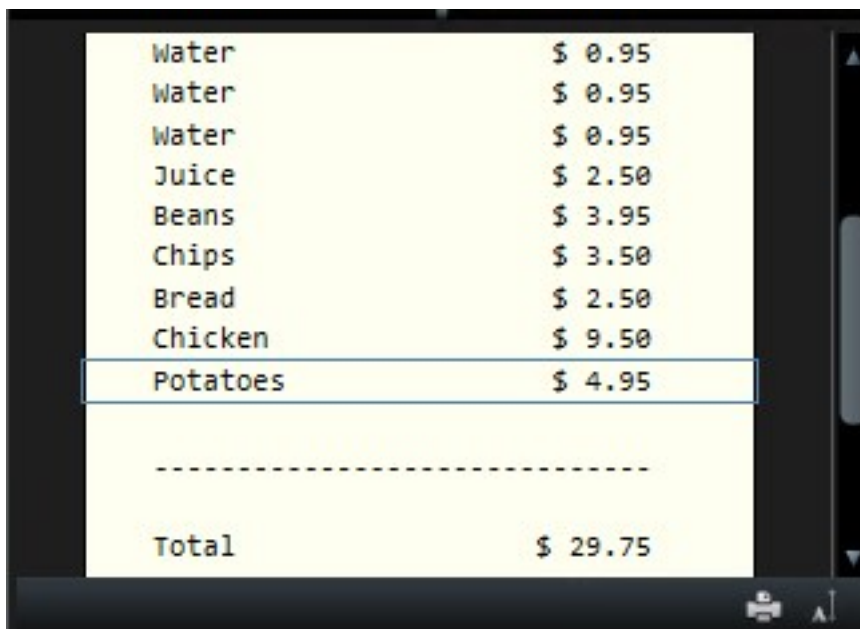 Water $ 0.95
Water $ 0.95
Water $ 0.95
Juice $ 2.50
Beans $ 3.95
Chips $ 3.50
Bread $ 2.50
Chicken $ 9.50
Potatoes $ 4.95
------------------------------
Total $ 29.75